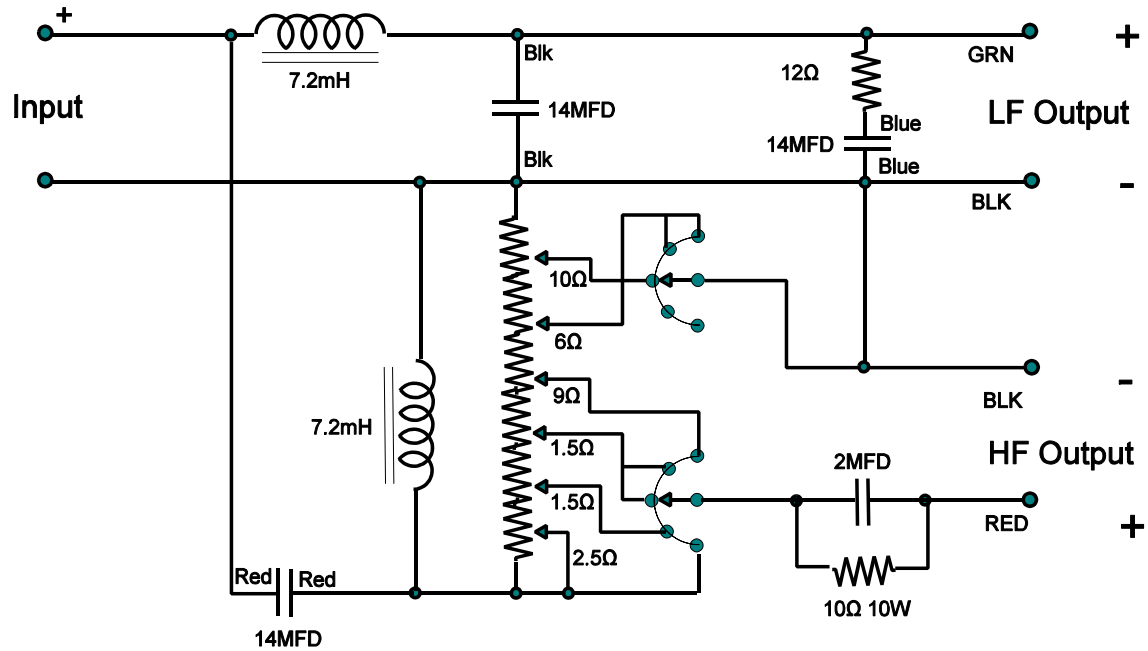 +
Blk
GRN
+
7.2mH
12Ω
Input
14MFD
Blue
LF Output
14MFD
Blk
Blue
-
BLK
10Ω
6Ω
-
9Ω
BLK
7.2mH
1.5Ω
2MFD
HF Output
1.5Ω
RED
+
2.5Ω
Red
Red
10Ω 10W
14MFD